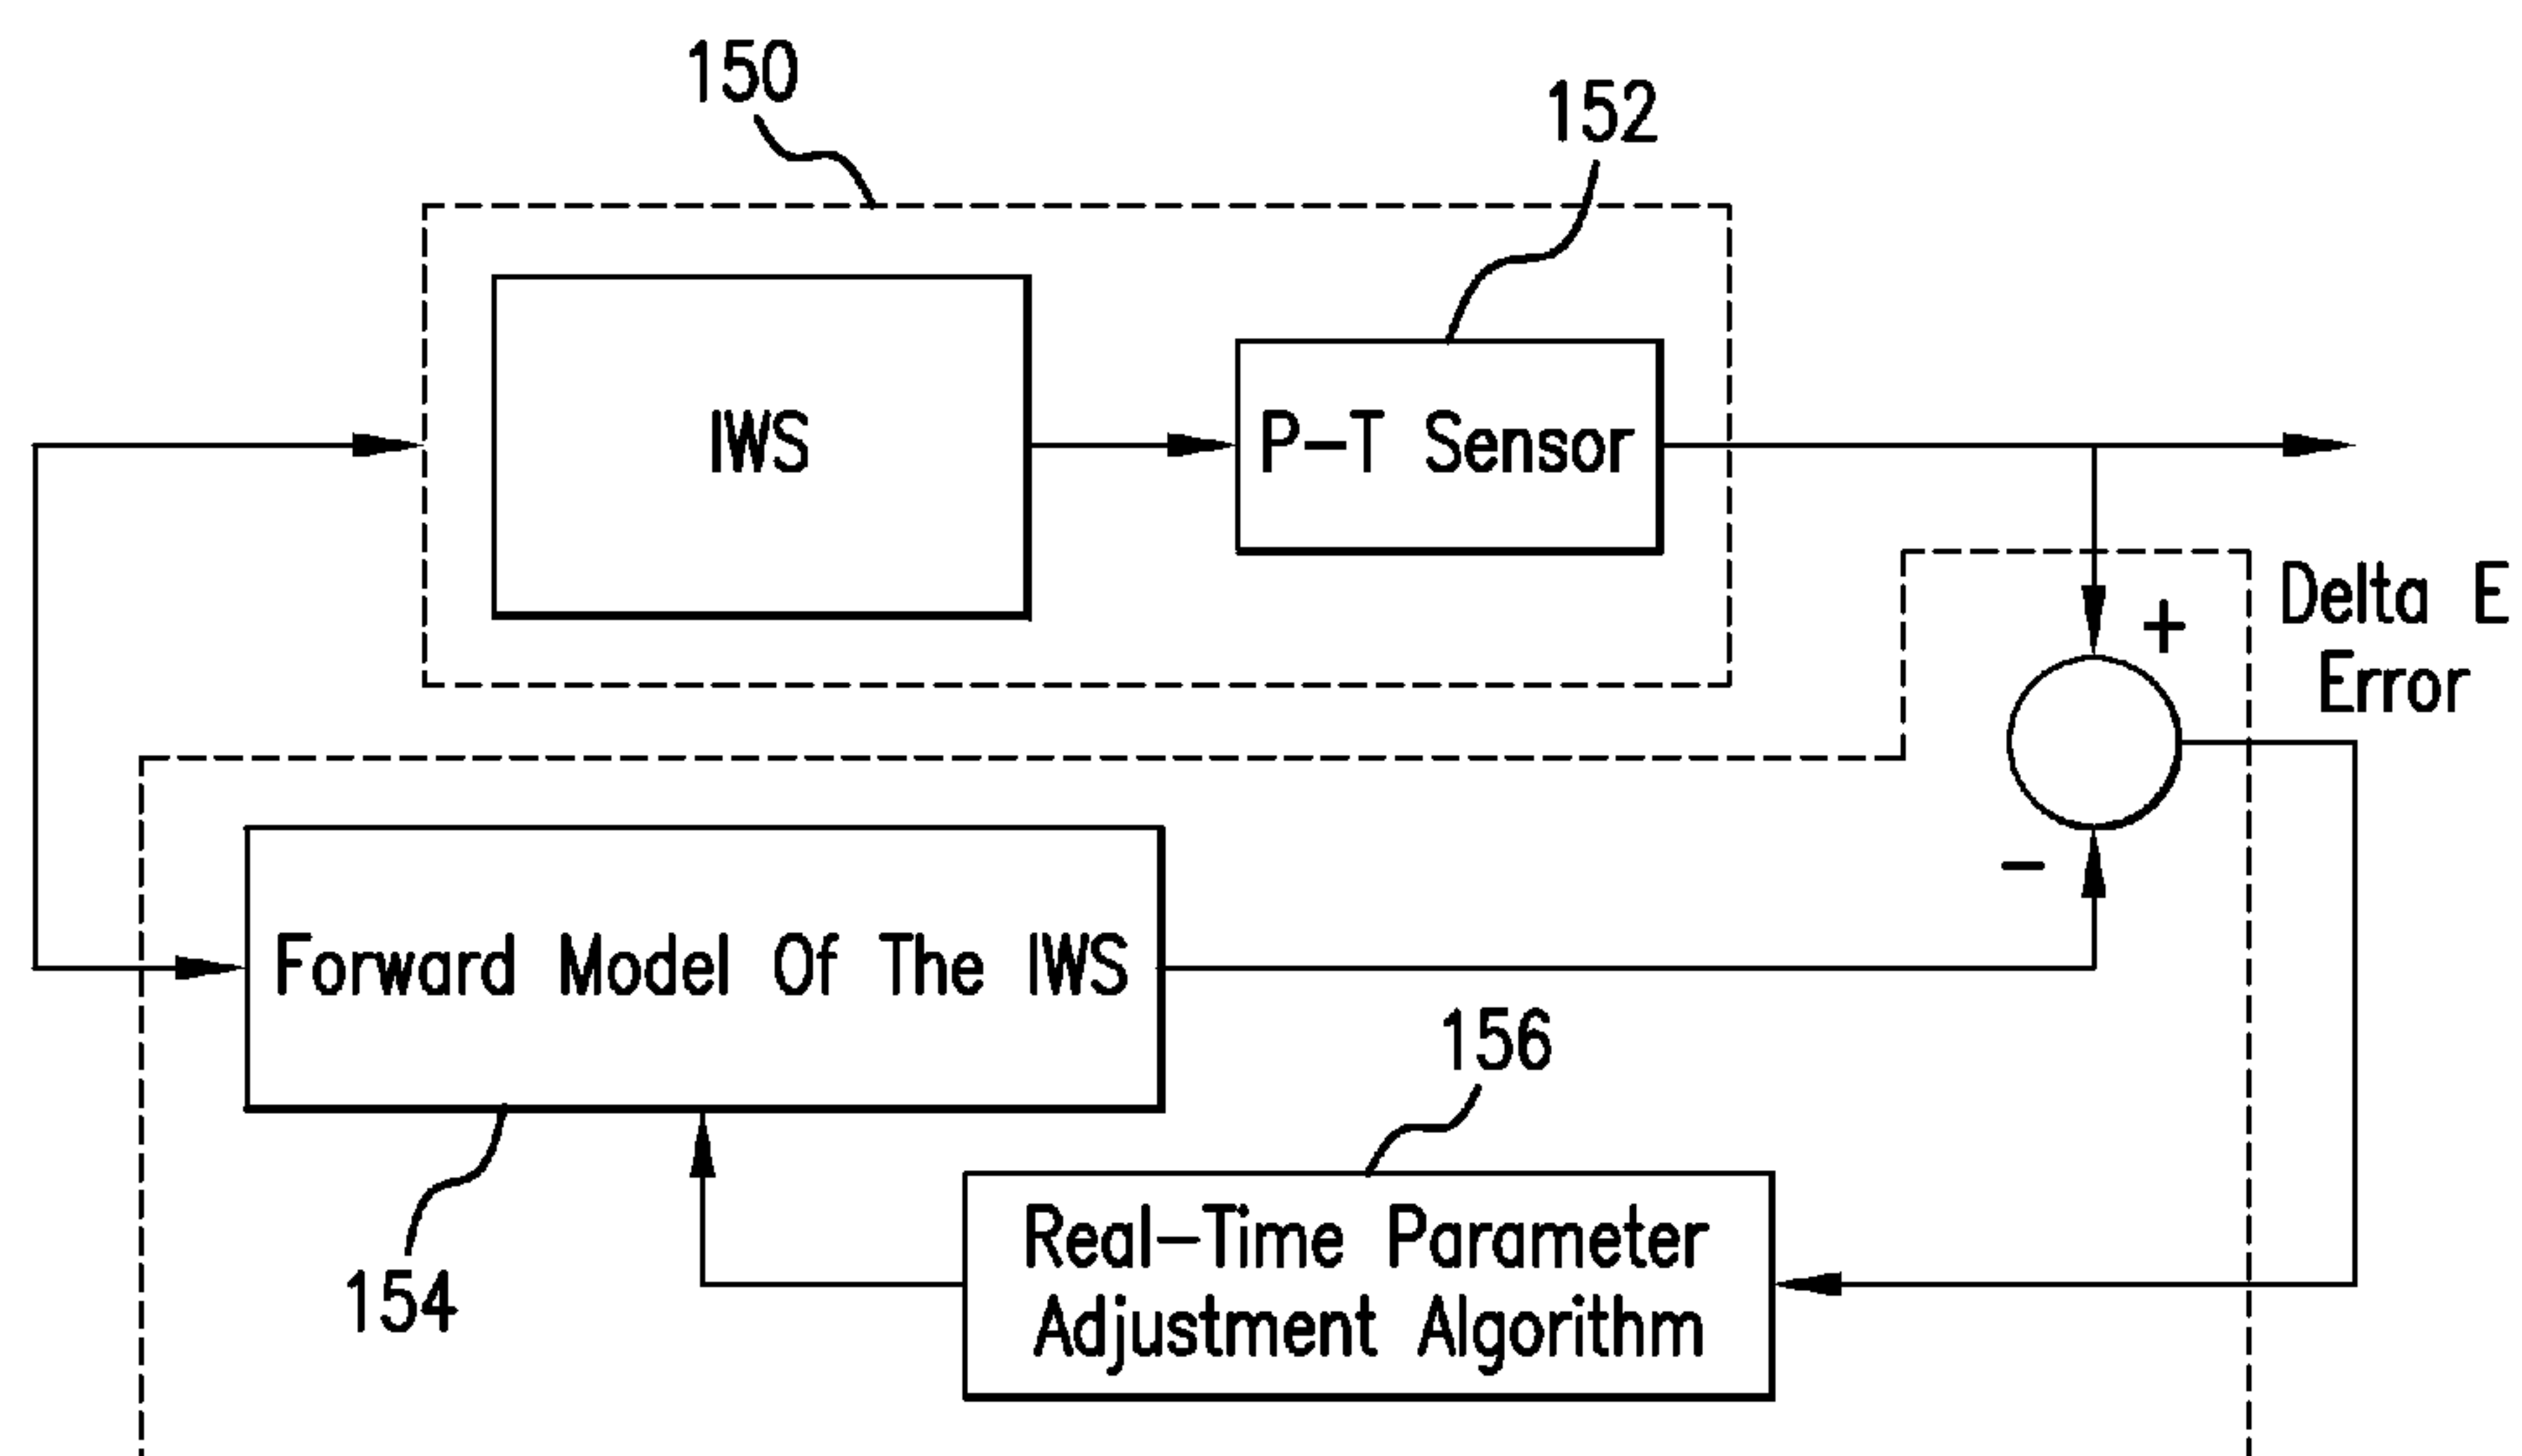 150
152
IWS
P-T Sensor
Delta E
Error
+
-
Forward Model Of The IWS
156
Real-Time Parameter
Adjustment Algorithm
154